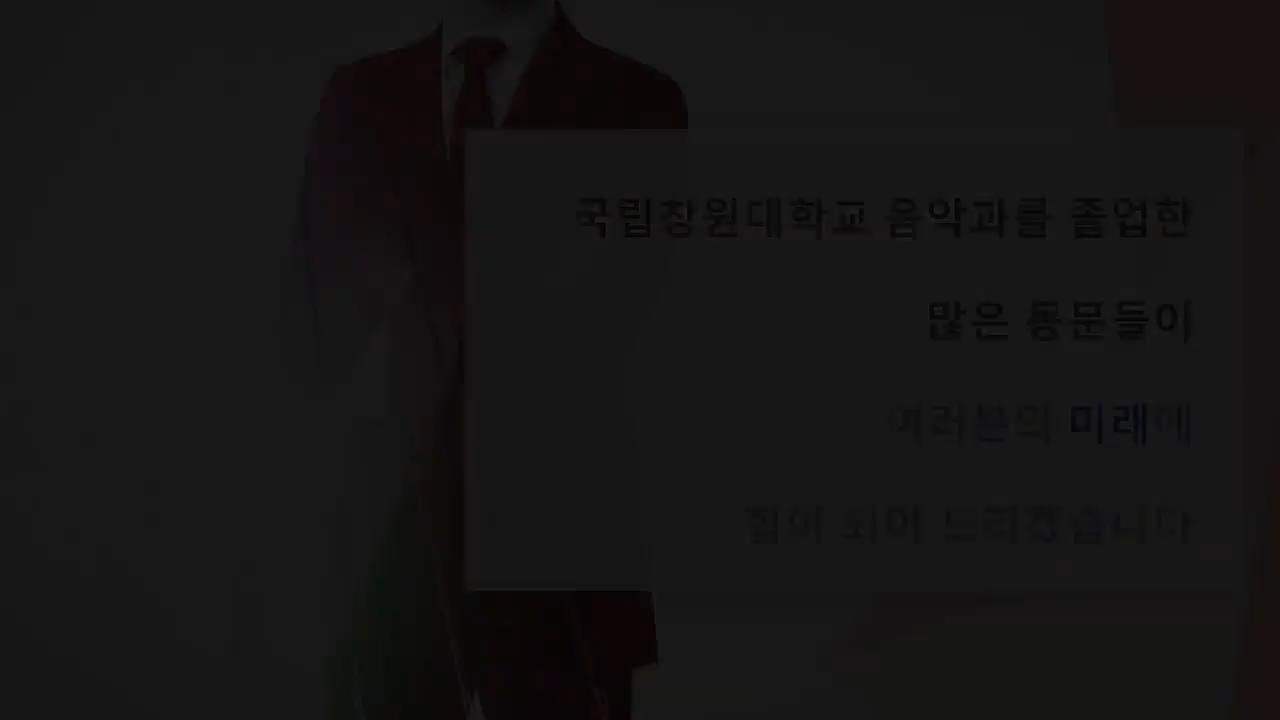 국립창원대학교 음악과를 졸업한
많은 동문들이
여러분의 미래에
힘이 되어 드리겠습니다